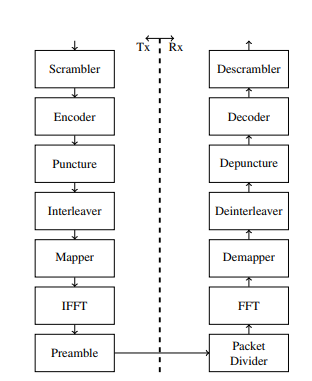 Tx Rx
Scrambler
Encoder
Puncture
Interleaver
Mapper
IFFT
Preamble
Descrambler
Decoder
Depuncture
Deinterleaver
Demapper
FFT
Packet
Divider